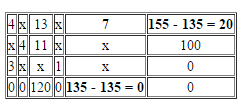 4 x 13 x 7 155 - 135 = 20
x 4 11 x x 100
3 x x 1 x 0
0 0 120 0 135 - 135 = 0 0